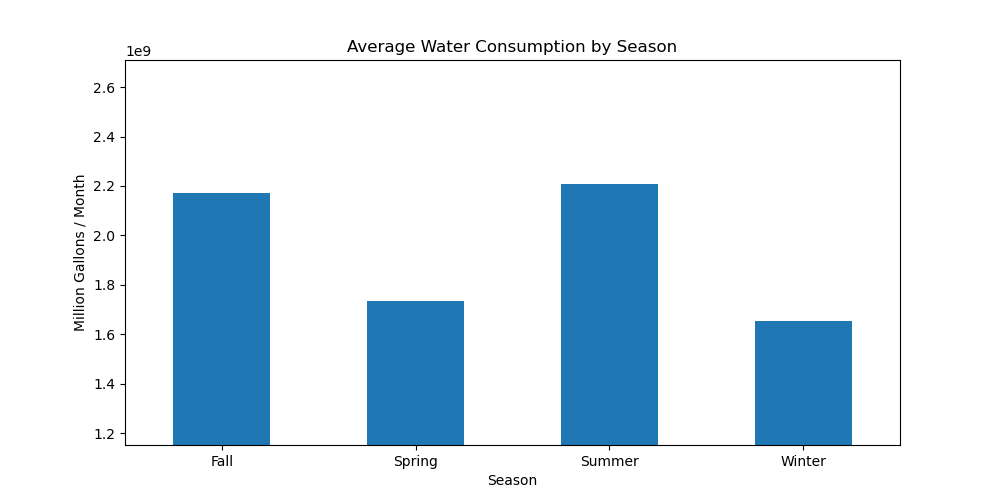 Average Water Consumption by Season
1e9
2.6
2.4
2.2
2.0
1.8
1.6
1.4
1.2
Million Gallons / Month
Fall
Spring
Summer
Winter
Season